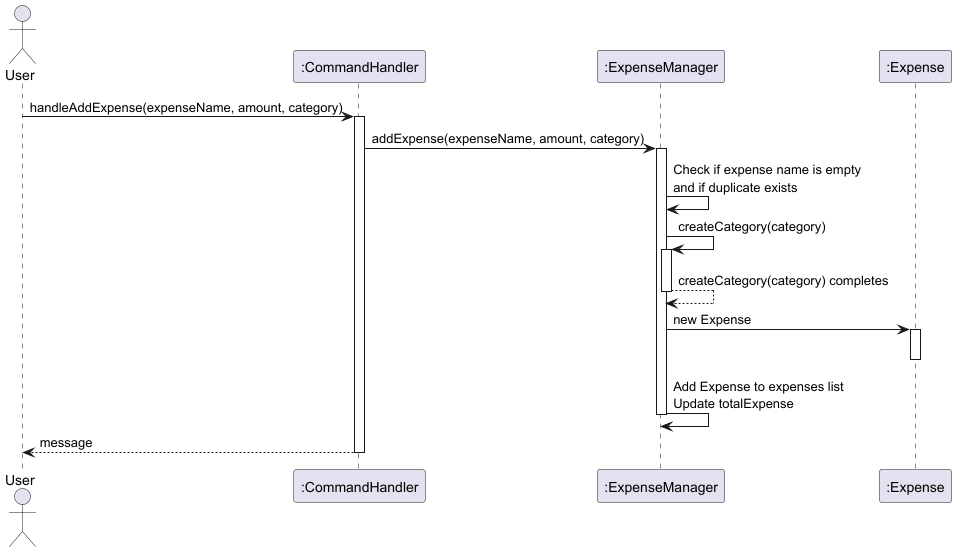 User
:CommandHandler
:ExpenseManager
:Expense
handleAddExpense(expenseName, amount, category)
addExpense(expenseName, amount, category)
Check if expense name is empty
and if duplicate exists
createCategory(category)
createCategory(category) completes
new Expense
Add Expense to expenses list
Update totalExpense
message
User
:CommandHandler
:ExpenseManager
:Expense